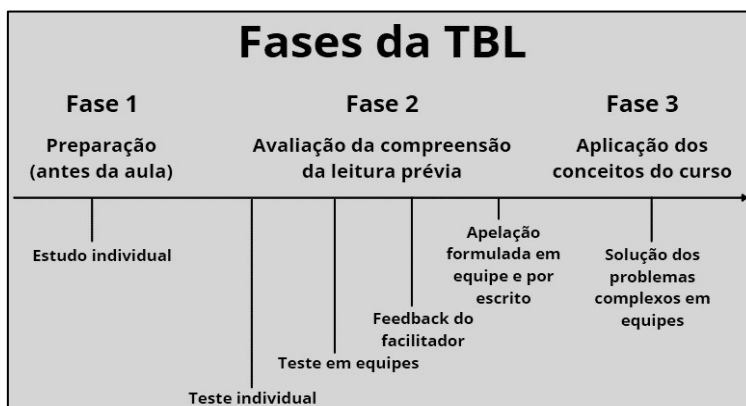 Fases da TBL
Fase 1
Preparação
(antes da aula)
Estudo individual
Fase 2
Avaliação da compreensão
da leitura prévia
Teste individual
Teste em equipes
Feedback do
facilitador
Apelação
formulada em
equipe e por
escrito
Fase 3
Aplicação dos
conceitos do curso
Solução dos
problemas
complexos em
equipes